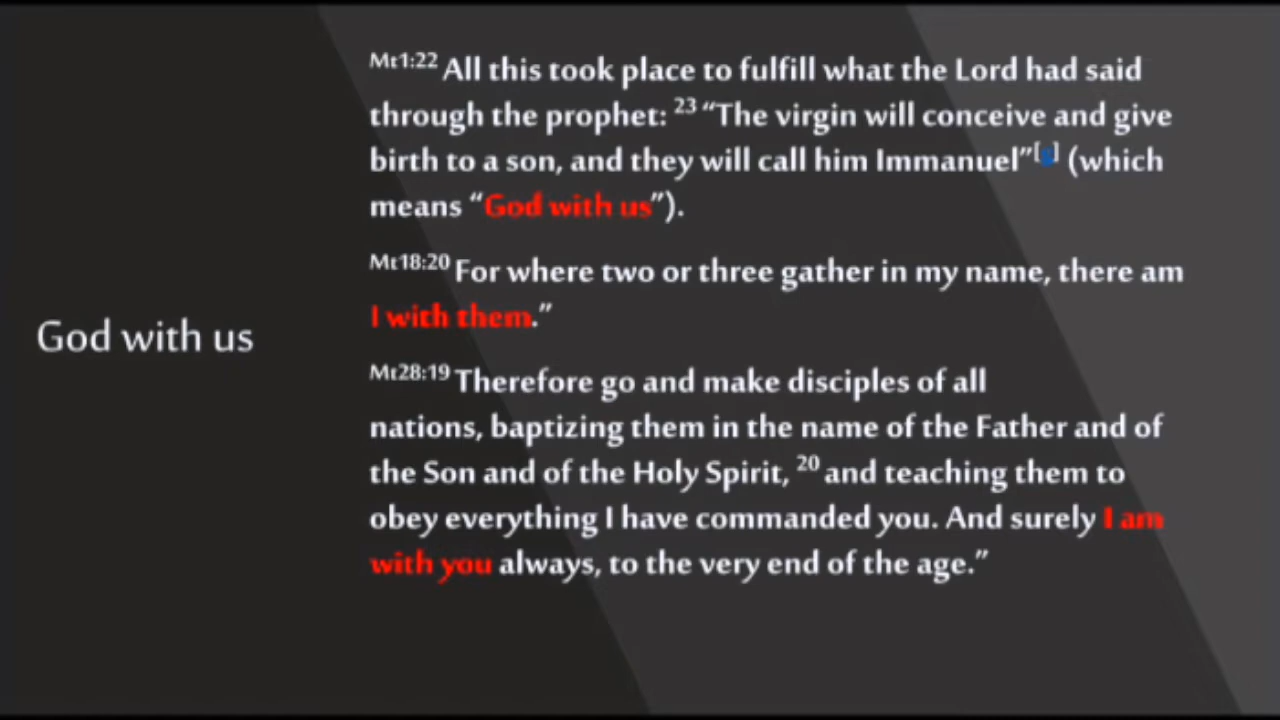 God with us
Mt1:22 All this took place to fulfill what the Lord had said
through the prophet: 23 “The virgin will conceive and give
birth to a son, and they will call him Immanuel”[] (which
means “God with us”).
Mt18:20 For where two or three gather in my name, there am
I with them.”
Mt28:19 Therefore go and make disciples of all
nations, baptizing them in the name of the Father and of
the Son and of the Holy Spirit, 20 and teaching them to
obey everything I have commanded you. And surely I am
with you always, to the very end of the age.”